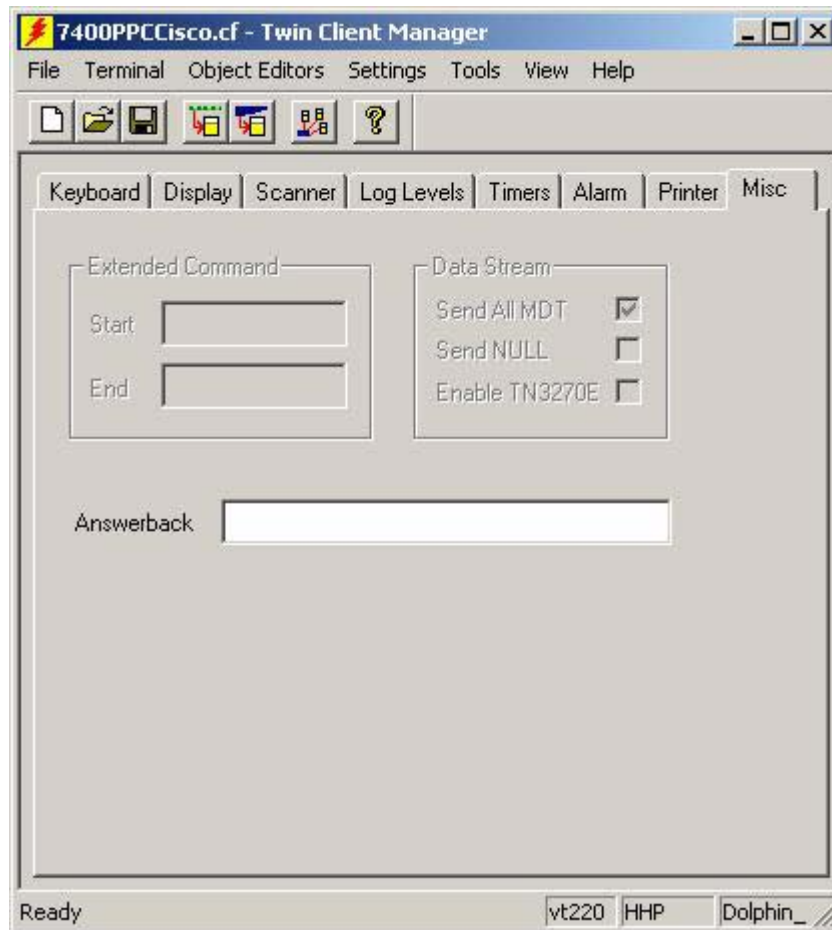 7400PPCCisco.cf - Twin Client Manager
File Terminal Object Editors Settings Tools View Help
Keyboard Display Scanner Log Levels Timers Alarm Printer Misc
Extended Command
Start
End
Data Stream
Send All MDT
Send NULL
Enable TN3270E
Answerback
Ready vt220 HHP Dolphin_